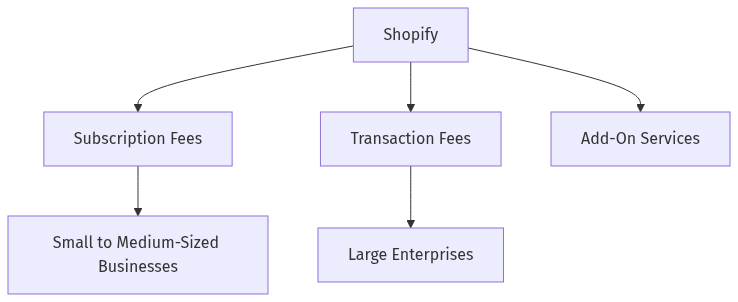 Shopify
Subscription Fees
Transaction Fees
Add-On Services
Small to Medium-Sized
Businesses
Large Enterprises